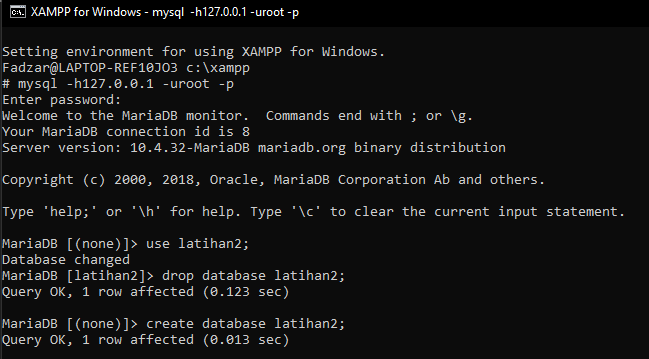 XAMPP for Windows - mysql -h127.0.0.1 -uroot -p
Setting environment for using XAMPP for Windows.
Fadzar@LAPTOP-REF10JO3 c:\xampp
# mysql -h127.0.0.1 -uroot -p
Enter password:
Welcome to the MariaDB monitor.  Commands end with ; or \g.
Your MariaDB connection id is 8
Server version: 10.4.32-MariaDB mariadb.org binary distribution
Copyright (c) 2000, 2018, Oracle, MariaDB Corporation Ab and others.
Type 'help;' or '\h' for help. Type '\c' to clear the current input statement.
MariaDB [(none)]> use latihan2;
Database changed
MariaDB [latihan2]> drop database latihan2;
Query OK, 1 row affected (0.123 sec)
MariaDB [(none)]> create database latihan2;
Query OK, 1 row affected (0.013 sec)